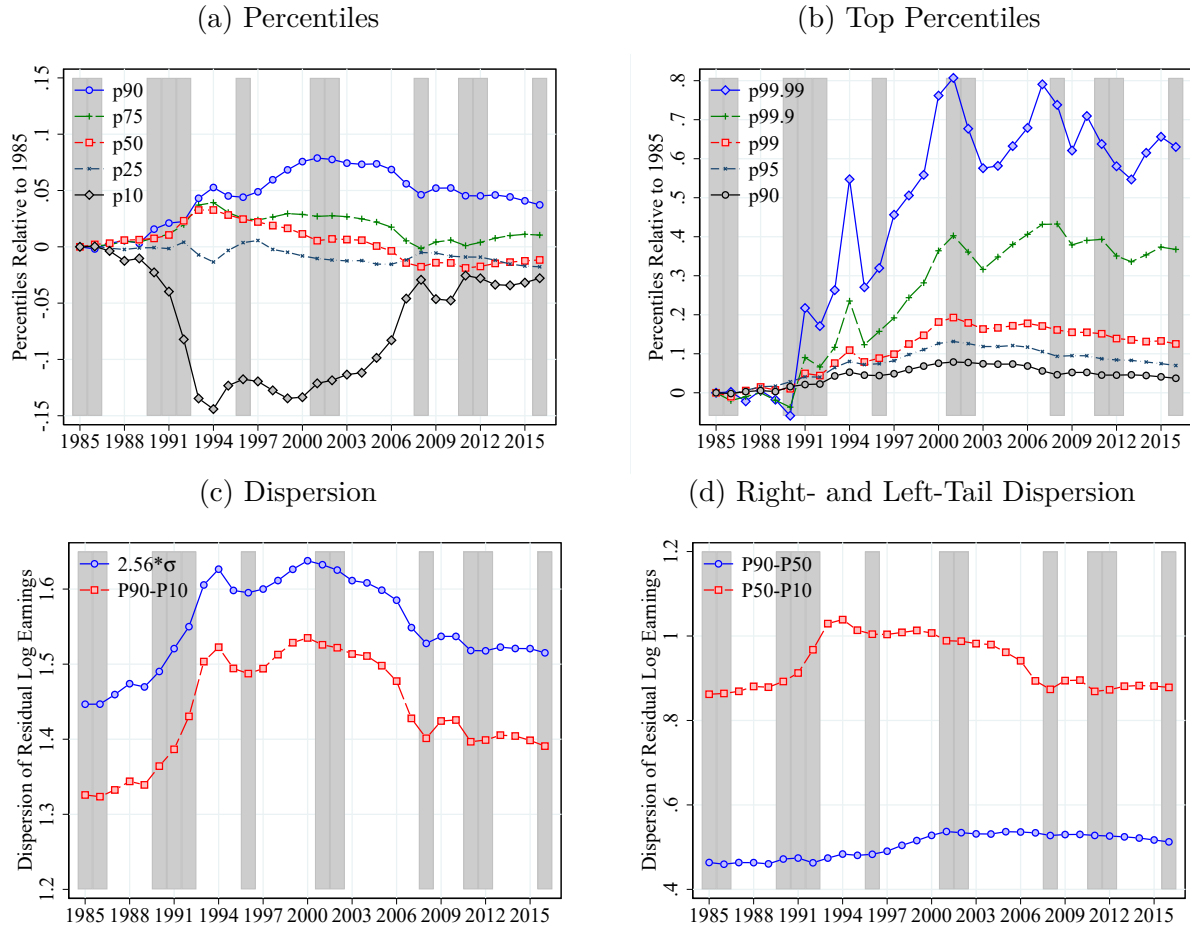 (a) Percentiles
Percentiles Relative to 1985
.15
.1
.05
0
-.05
-.1
-.15
p90
p75
p50
p25
p10
1985 1988 1991 1994 1997 2000 2003 2006 2009 2012 2015
(b) Top Percentiles
Percentiles Relative to 1985
.8
.7
.6
.5
.4
.3
.2
.1
0
p99.99
p99.9
p99
p95
p90
1985 1988 1991 1994 1997 2000 2003 2006 2009 2012 2015
(c) Dispersion
Dispersion of Residual Log Earnings
1.6
1.5
1.4
1.3
1.2
2.56*σ
P90-P10
1985 1988 1991 1994 1997 2000 2003 2006 2009 2012 2015
(d) Right- and Left-Tail Dispersion
Dispersion of Residual Log Earnings
1.2
1
.8
.6
.4
P90-P50
P50-P10
1985 1988 1991 1994 1997 2000 2003 2006 2009 2012 2015